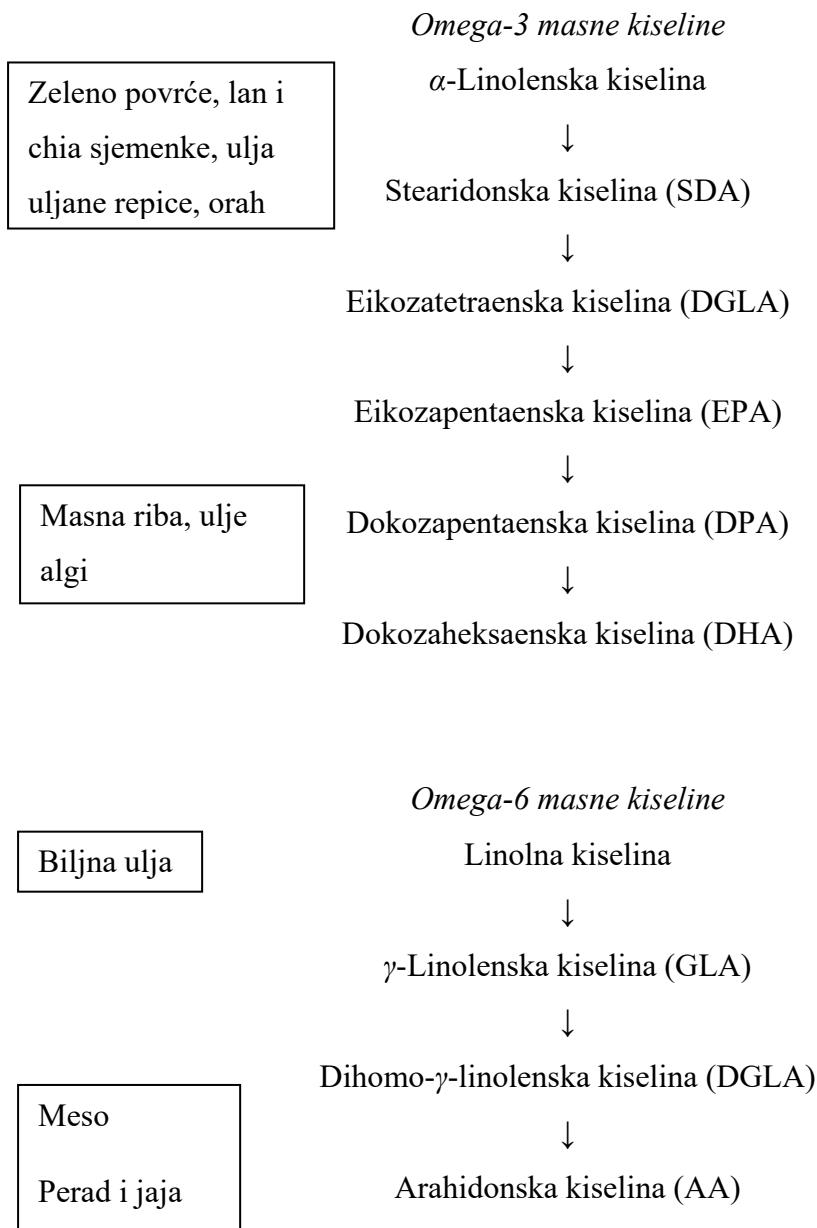 Omega-3 masne kiseline
Zeleno povrće, lan i
chia sjemenke, ulja
uljane repice, orah
α-Linolenska kiselina
↓
Stearidonska kiselina (SDA)
↓
Eikozatetraenska kiselina (DGLA)
↓
Eikozapentaenska kiselina (EPA)
↓
Masna riba, ulje
algi
Dokozapentaenska kiselina (DPA)
↓
Dokozaheksaenska kiselina (DHA)
Omega-6 masne kiseline
Biljna ulja
Linolna kiselina
↓
γ-Linolenska kiselina (GLA)
↓
Dihomo-γ-linolenska kiselina (DGLA)
↓
Meso
Perad i jaja
Arahidonska kiselina (AA)